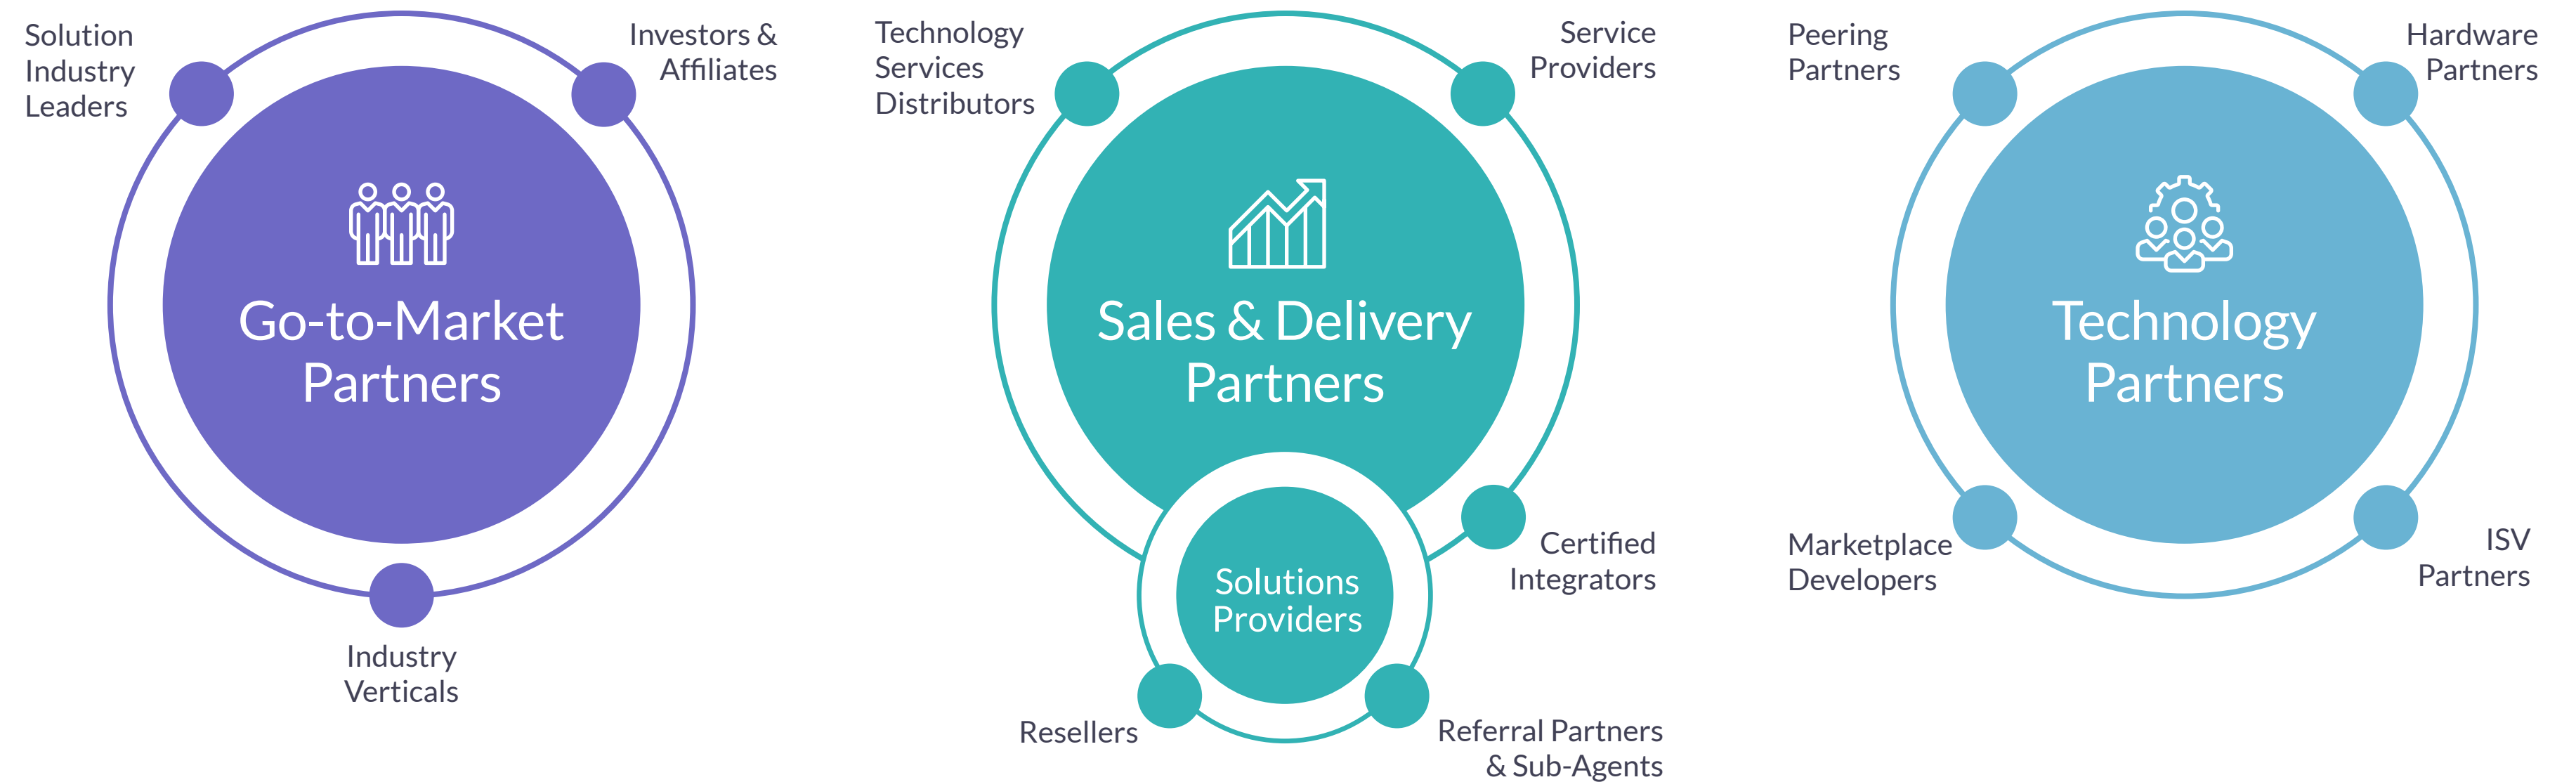 Solution
Industry
Leaders
Investors &
Affiliates
Go-to-Market
Partners
Industry
Verticals
Technology
Services
Distributors
Service
Providers
Sales & Delivery
Partners
Certified
Integrators
Solutions
Providers
Resellers
Referral Partners
& Sub-Agents
Peering
Partners
Hardware
Partners
Technology
Partners
Marketplace
Developers
ISV
Partners